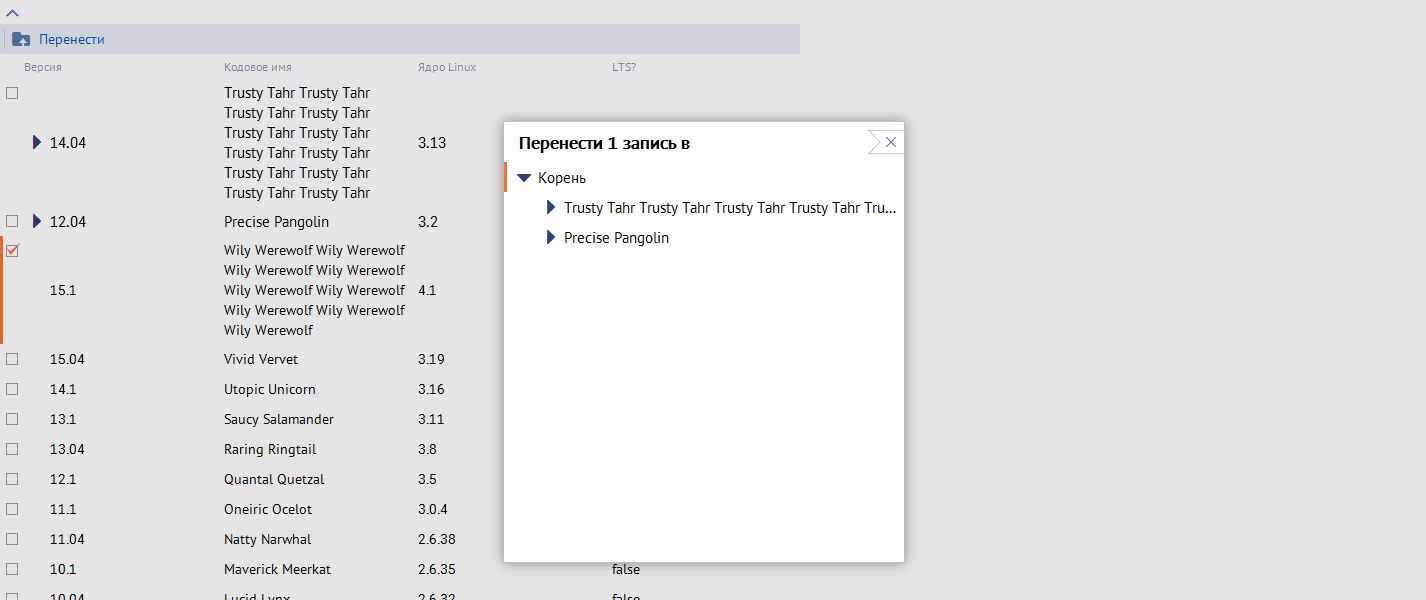 Перенести
Версия Кодовое имя Ядро Linux LTS?
Trusty Tahr Trusty Tahr
Trusty Tahr Trusty Tahr
Trusty Tahr Trusty Tahr
14.04 3.13
Trusty Tahr Trusty Tahr
Trusty Tahr Trusty Tahr
Trusty Tahr Trusty Tahr
12.04 Precise Pangolin 3.2
Wily Werewolf Wily Werewolf
Wily Werewolf Wily Werewolf
15.1 Wily Werewolf Wily Werewolf 4.1
Wily Werewolf Wily Werewolf
Wily Werewolf
15.04 Vivid Vervet 3.19
14.1 Utopic Unicorn 3.16
13.1 Saucy Salamander 3.11
13.04 Raring Ringtail 3.8
12.1 Quantal Quetzal 3.5
11.1 Oneiric Ocelot 3.0.4
11.04 Natty Narwhal 2.6.38
10.1 Maverick Meerkat 2.6.35 false
10.04 Lucid Lynx 2.6.32 false
Перенести 1 запись в
Корень
Trusty Tahr Trusty Tahr Trusty Tahr Trusty Tahr Tru...
Precise Pangolin